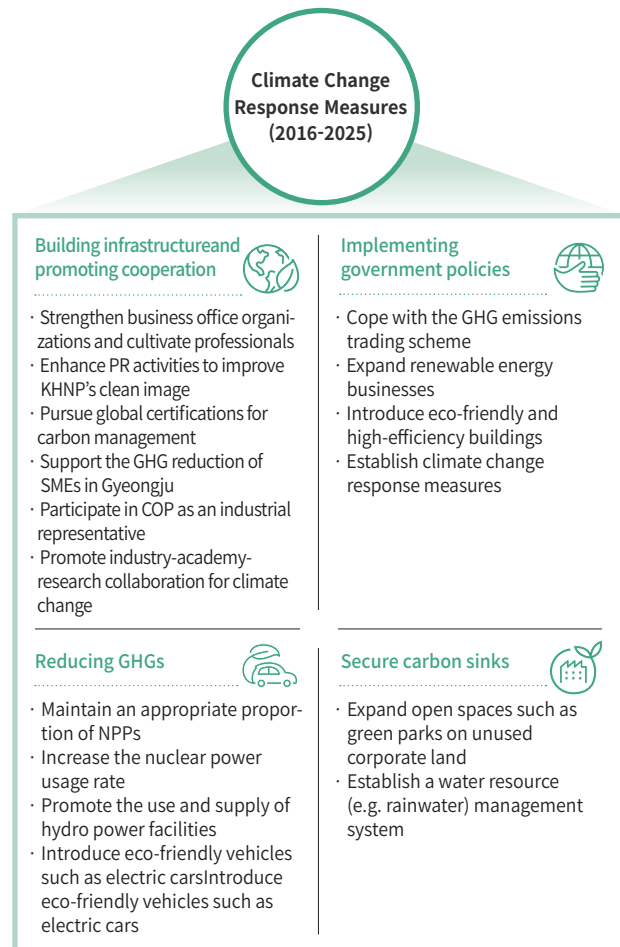 Climate Change
Response Measures
(2016-2025)
Building infrastructureand
promoting cooperation
· Strengthen business office organi-
zations and cultivate professionals
· Enhance PR activities to improve
KHNP's clean image
· Pursue global certifications for
carbon management
· Support the GHG reduction of
SMEs in Gyeongju
· Participate in COP as an industrial
representative
· Promote industry-academy-
research collaboration for climate
change
Implementing
government policies
· Cope with the GHG emissions
trading scheme
· Expand renewable energy
businesses
· Introduce eco-friendly and
high-efficiency buildings
· Establish climate change
response measures
Reducing GHGs
· Maintain an appropriate propor-
tion of NPPs
· Increase the nuclear power
usage rate
· Promote the use and supply of
hydro power facilities
· Introduce eco-friendly vehicles
such as electric carsIntroduce
eco-friendly vehicles such as
electric cars
Secure carbon sinks
· Expand open spaces such as
green parks on unused
corporate land
· Establish a water resource
(e.g. rainwater) management
system